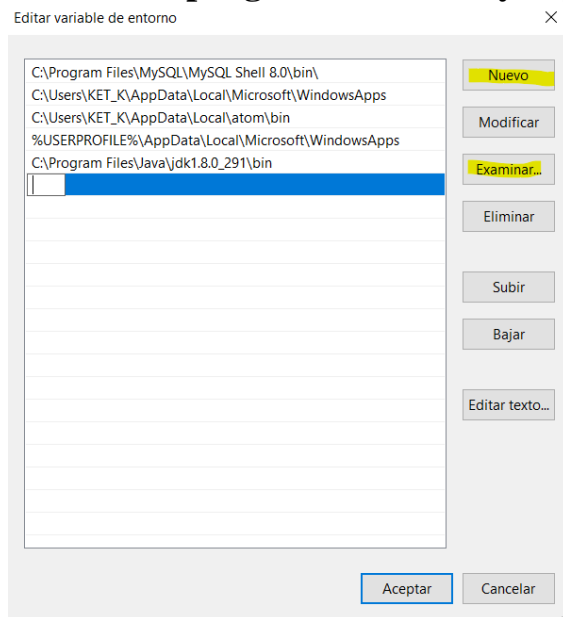 Editar variable de entorno
C:\Program Files\MySQL\MySQL Shell 8.0\bin\
C:\Users\KET_K\AppData\Local\Microsoft\WindowsApps
C:\Users\KET_K\AppData\Local\atom\bin
%USERPROFILE%\AppData\Local\Microsoft\WindowsApps
C:\Program Files\Java\jdk1.8.0_291\bin
Nuevo
Modificar
Examinar...
Eliminar
Subir
Bajar
Editar texto...
Aceptar
Cancelar